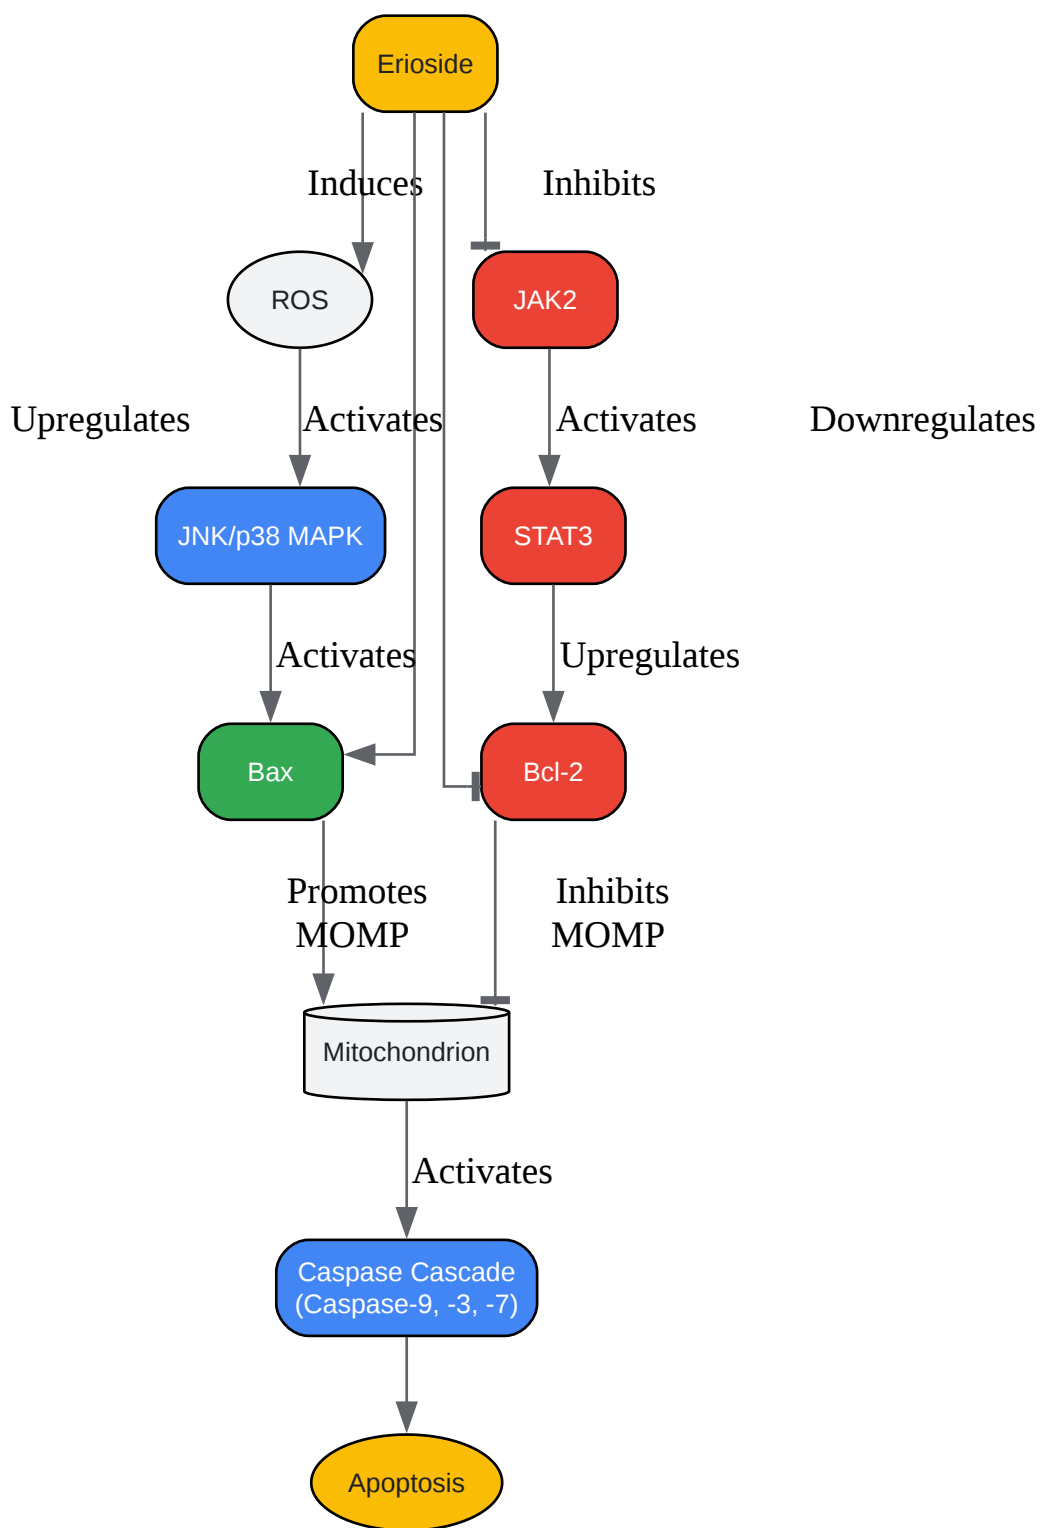 Erioside
Induces
Inhibits
ROS
JAK2
Upregulates
Activates
Activates
Downregulates
JNK/p38 MAPK
STAT3
Activates
Upregulates
Bax
Bcl-2
Promotes
MOMP
Inhibits
MOMP
Mitochondrion
Activates
Caspase Cascade
(Caspase-9, -3, -7)
Apoptosis